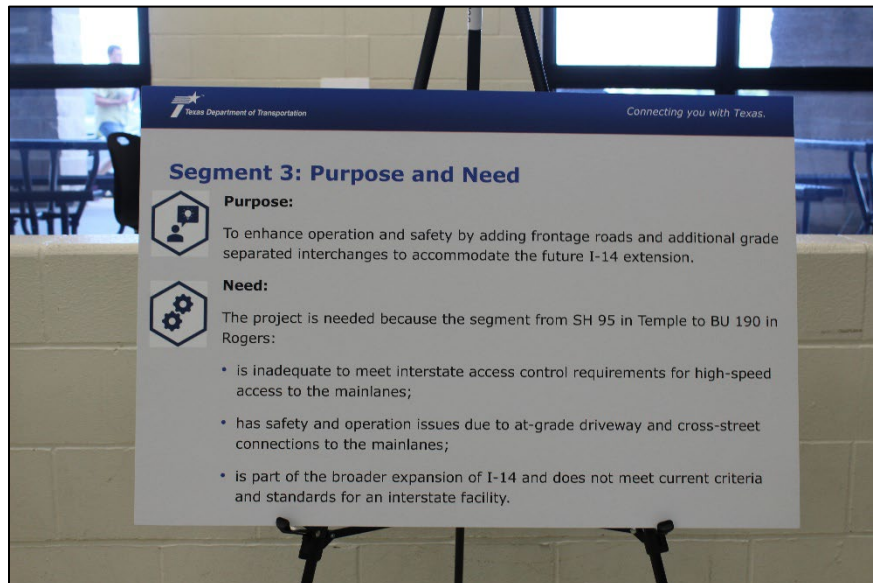 Texas Department of Transportation
Connecting you with Texas.
Segment 3: Purpose and Need
Purpose:
To enhance operation and safety by adding frontage roads and additional grade
separated interchanges to accommodate the future I-14 extension.
Need:
The project is needed because the segment from SH 95 in Temple to BU 190 in
Rogers:
• is inadequate to meet interstate access control requirements for high-speed
access to the mainlanes;
• has safety and operation issues due to at-grade driveway and cross-street
connections to the mainlanes;
• is part of the broader expansion of I-14 and does not meet current criteria
and standards for an interstate facility.